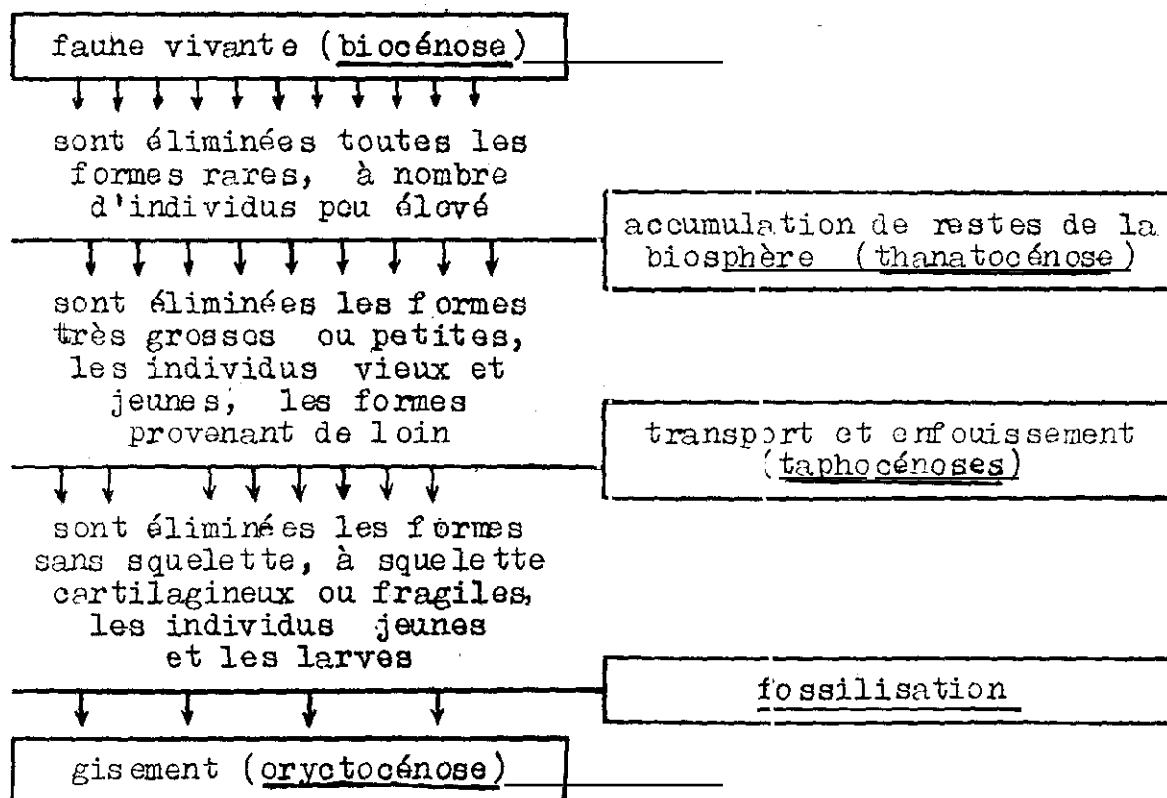 fauhe vivante (biocénose)
sont éliminées toutes les
formes rares, à nombre
d'individus pou élové
accumulation de restes de la
biosphère (thanatocénose)
sont éliminées les formes
très grossos ou petites,
les individus vieux et
jeunes, les formes
provenant de loin
transport et enfouissement
(taphocénoses)
sont éliminées les formes
sans squelette, à squelette
cartilagineux ou fragiles,
les individus jeunes
et les larves
fossilisation
gisement (oryctocénose)